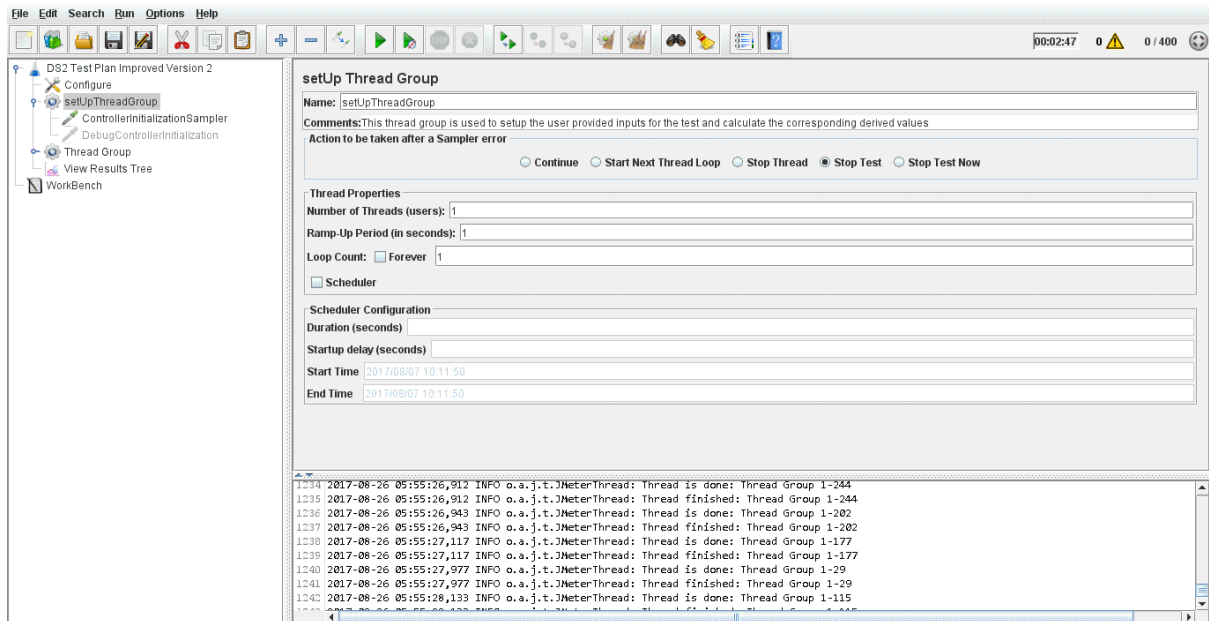 File Edit Search Run Options Help
00:02:47 0 0 / 400
DS2 Test Plan Improved Version 2
Configure
setUpThreadGroup
ControllerInitializationSampler
DebugControllerInitialization
Thread Group
View Results Tree
WorkBench
setUp Thread Group
Name: setUpThreadGroup
Comments:This thread group is used to setup the user provided inputs for the test and calculate the corresponding derived values
Action to be taken after a Sampler error
Continue Start Next Thread Loop Stop Thread Stop Test Stop Test Now
Thread Properties
Number of Threads (users): 1
Ramp-Up Period (in seconds): 1
Loop Count: Forever 1
Scheduler
Scheduler Configuration
Duration (seconds)
Startup delay (seconds)
Start Time 2017/08/07 10:11:50
End Time 2017/08/07 10:11:50
1234 2017-08-26 05:55:26,912 INFO o.a.j.t.JMeterThread: Thread is done: Thread Group 1-244
1235 2017-08-26 05:55:26,912 INFO o.a.j.t.JMeterThread: Thread finished: Thread Group 1-244
1236 2017-08-26 05:55:26,943 INFO o.a.j.t.JMeterThread: Thread is done: Thread Group 1-202
1237 2017-08-26 05:55:26,943 INFO o.a.j.t.JMeterThread: Thread finished: Thread Group 1-202
1238 2017-08-26 05:55:27,117 INFO o.a.j.t.JMeterThread: Thread is done: Thread Group 1-177
1239 2017-08-26 05:55:27,117 INFO o.a.j.t.JMeterThread: Thread finished: Thread Group 1-177
1240 2017-08-26 05:55:27,977 INFO o.a.j.t.JMeterThread: Thread is done: Thread Group 1-29
1241 2017-08-26 05:55:27,977 INFO o.a.j.t.JMeterThread: Thread finished: Thread Group 1-29
1242 2017-08-26 05:55:28,133 INFO o.a.j.t.JMeterThread: Thread is done: Thread Group 1-115